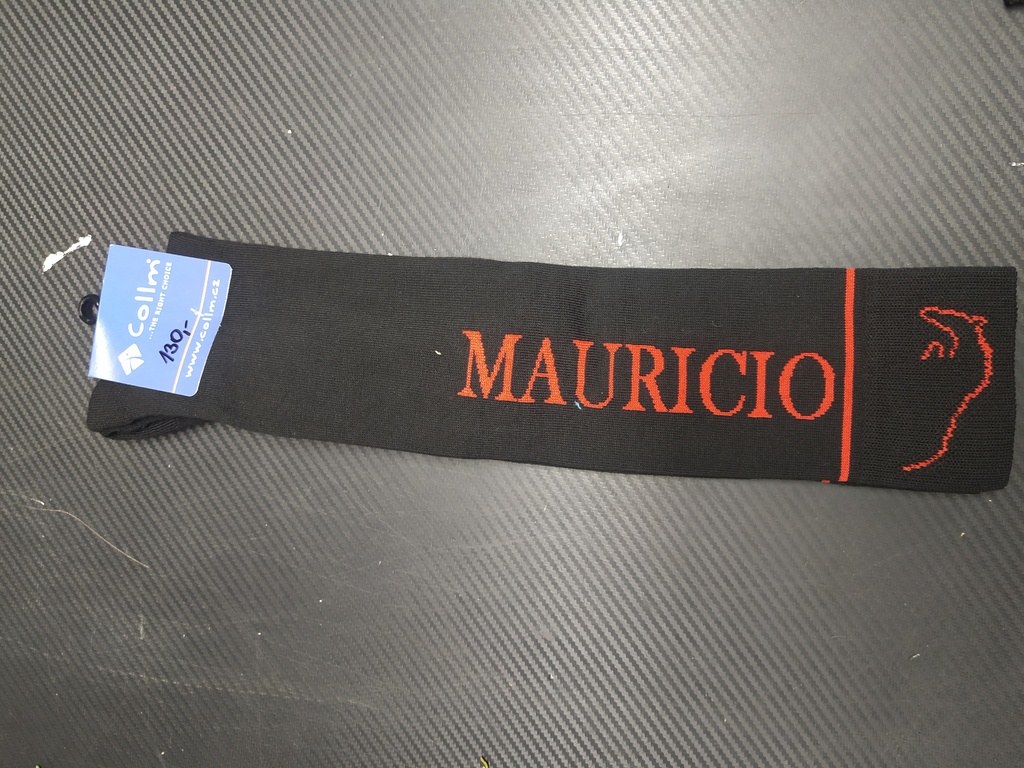 Collm
...THE RIGHT CHOICE
130,-
www.collm.cz
MAURICIO